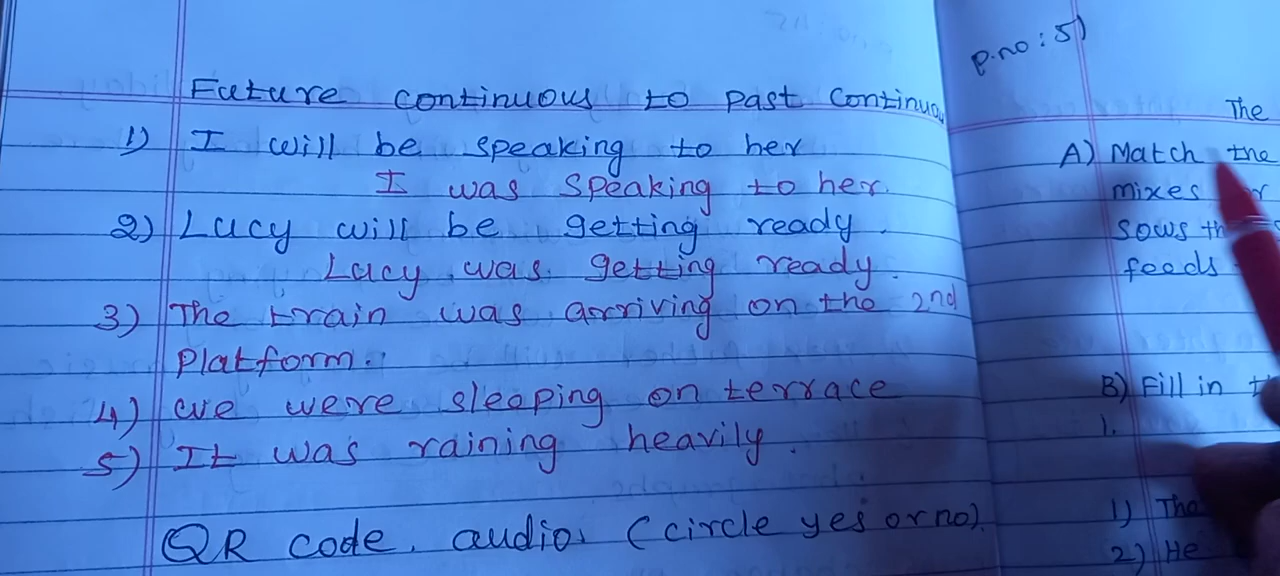 Future continuous to past continuou
1) I will be speaking to her
I was speaking to her.
2) Lucy will be getting ready.
Lucy was getting ready.
3) The train was arriving on the 2nd
platform.
4) we were sleeping on terrace
5) It was raining heavily.
QR code. audio. (circle yes or no).
p.no: 5)
The
A) Match the
mixes
sows
feeds
B) Fill in
1.
1) The
2) He